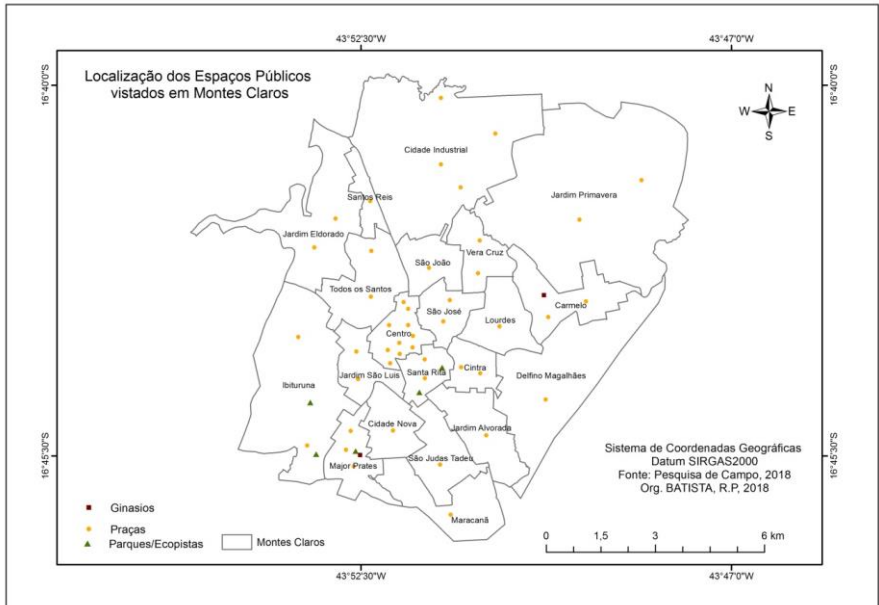 43°52'30"W
43°47'0"W
Localização dos Espaços Públicos
vistados em Montes Claros
16°40'0"S
16°40'0"S
N
W E
S
Cidade Industrial
Santos Reis
Jardim Primavera
Jardim Eldorado
Vera Cruz
São João
Todos os Santos
Carmelo
São José
Lourdes
Centro
Jardim São Luis
Santa Rita
Cintra
Delfino Magalhães
Ibituruna
Cidade Nova
Jardim Alvorada
São Judas Tadeu
Major Prates
Maracanã
16°45'30"S
16°45'30"S
Sistema de Coordenadas Geográficas
Datum SIRGAS2000
Fonte: Pesquisa de Campo, 2018
Org. BATISTA, R.P, 2018
Ginasios
Praças
Parques/Ecopistas
Montes Claros
0 1,5 3 6 km
43°52'30"W
43°47'0"W